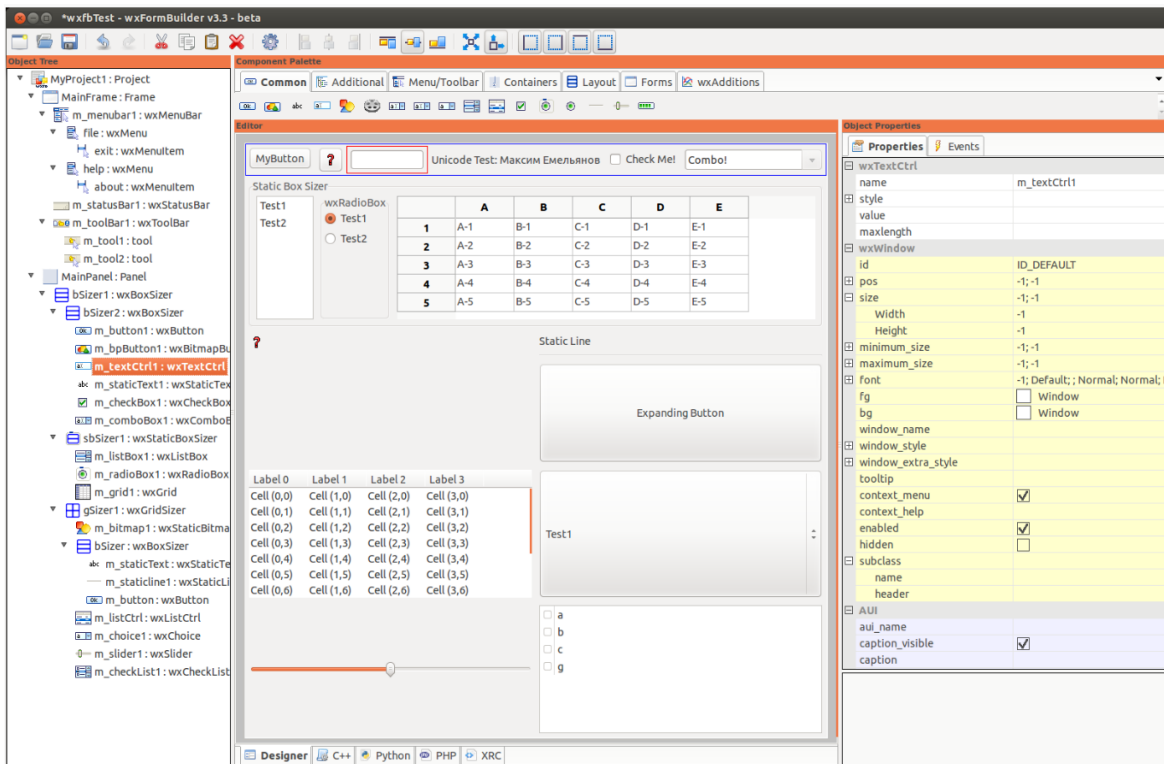 *wxfbTest - wxFormBuilder v3.3 - beta
Object Tree
MyProject1 : Project
MainFrame : Frame
m_menubar1 : wxMenuBar
file : wxMenu
exit : wxMenuItem
help : wxMenu
about : wxMenuItem
m_statusBar1 : wxStatusBar
m_toolBar1 : wxToolBar
m_tool1 : tool
m_tool2 : tool
MainPanel : Panel
bSizer1 : wxBoxSizer
bSizer2 : wxBoxSizer
m_button1 : wxButton
m_bpButton1 : wxBitmapBu
m_textCtrl1 : wxTextCtrl
m_staticText1 : wxStaticTex
m_checkBox1 : wxCheckBox
m_comboBox1 : wxComboB
sbSizer1 : wxStaticBoxSizer
m_listBox1 : wxListBox
m_radioBox1 : wxRadioBox
m_grid1 : wxGrid
gSizer1 : wxGridSizer
m_bitmap1 : wxStaticBitma
bSizer : wxBoxSizer
m_staticText : wxStaticTe
m_staticline1 : wxStaticLi
m_button : wxButton
m_listCtrl : wxListCtrl
m_choice1 : wxChoice
m_slider1 : wxSlider
m_checkList1 : wxCheckList
Component Palette
Common Additional Menu/Toolbar Containers Layout Forms wxAdditions
Editor
MyButton ? Unicode Test: Максим Емельянов Check Me! Combo!
Static Box Sizer
Test1
Test2
wxRadioBox
Test1
Test2
A B C D E
1 A-1 B-1 C-1 D-1 E-1
2 A-2 B-2 C-2 D-2 E-2
3 A-3 B-3 C-3 D-3 E-3
4 A-4 B-4 C-4 D-4 E-4
5 A-5 B-5 C-5 D-5 E-5
?
Static Line
Expanding Button
Label 0 Label 1 Label 2 Label 3
Cell (0,0) Cell (1,0) Cell (2,0) Cell (3,0)
Cell (0,1) Cell (1,1) Cell (2,1) Cell (3,1)
Cell (0,2) Cell (1,2) Cell (2,2) Cell (3,2)
Cell (0,3) Cell (1,3) Cell (2,3) Cell (3,3)
Cell (0,4) Cell (1,4) Cell (2,4) Cell (3,4)
Cell (0,5) Cell (1,5) Cell (2,5) Cell (3,5)
Cell (0,6) Cell (1,6) Cell (2,6) Cell (3,6)
Test1
a
b
c
g
Designer C++ Python PHP XRC
Object Properties
Properties Events
wxTextCtrl
name m_textCtrl1
style
value
maxlength
wxWindow
id ID_DEFAULT
pos -1; -1
size -1; -1
Width -1
Height -1
minimum_size -1; -1
maximum_size -1; -1
font -1; Default; ; Normal; Normal;
fg Window
bg Window
window_name
window_style
window_extra_style
tooltip
context_menu
context_help
enabled
hidden
subclass
name
header
AUI
aui_name
caption_visible
caption